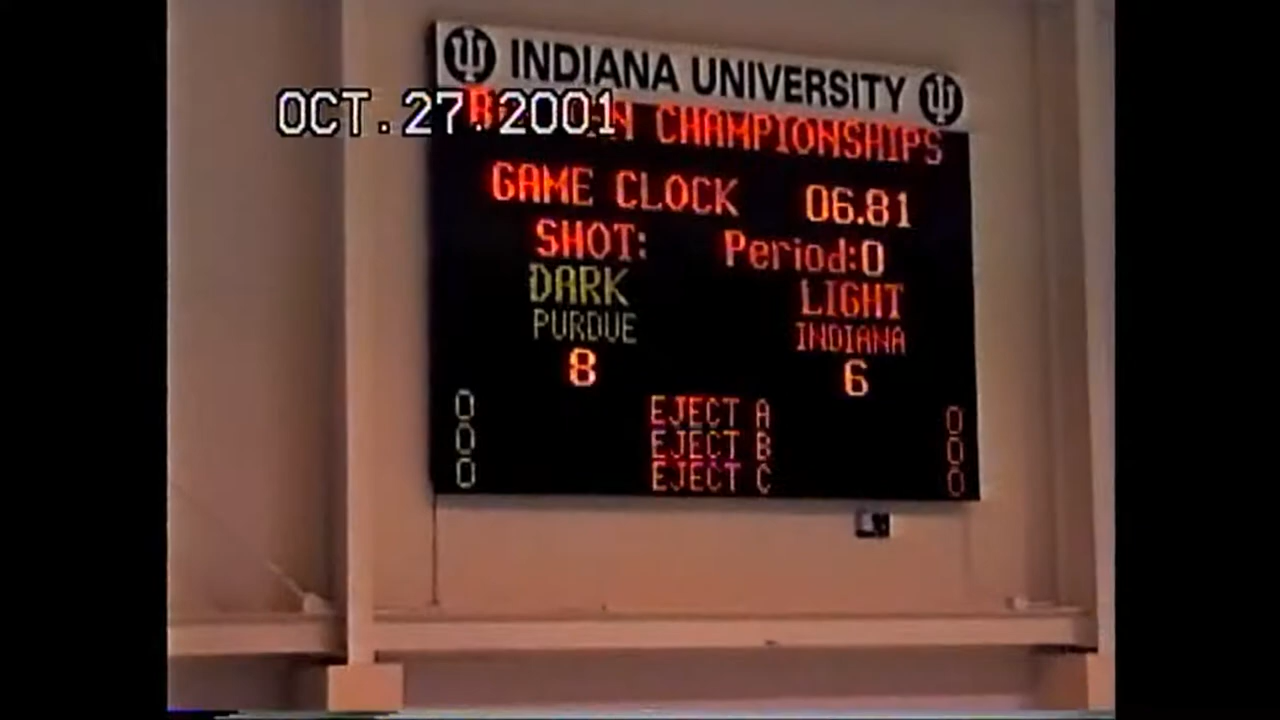 INDIANA UNIVERSITY
OCT.27.2001
CHAMPIONSHIPS
GAME CLOCK 06.81
SHOT: Period:0
DARK LIGHT
PURDUE INDIANA
8 6
0 EJECT A 0
0 EJECT B 0
0 EJECT C 0